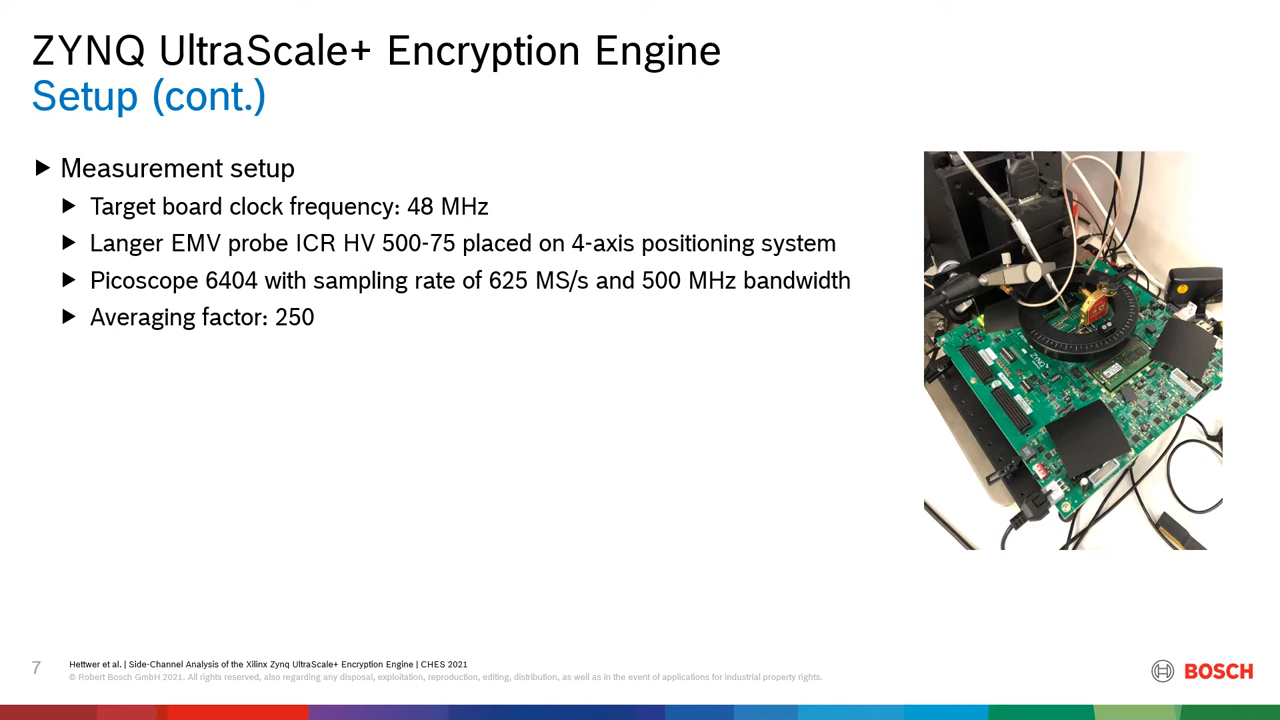 ZYNQ UltraScale+ Encryption Engine
Setup (cont.)
Measurement setup
Target board clock frequency: 48 MHz
Langer EMV probe ICR HV 500-75 placed on 4-axis positioning system
Picoscope 6404 with sampling rate of 625 MS/s and 500 MHz bandwidth
Averaging factor: 250
ZYNQ
7
Hettwer et al. | Side-Channel Analysis of the Xilinx Zynq UltraScale+ Encryption Engine | CHES 2021
© Robert Bosch GmbH 2021. All rights reserved, also regarding any disposal, exploitation, reproduction, editing, distribution, as well as in the event of applications for industrial property rights.
BOSCH